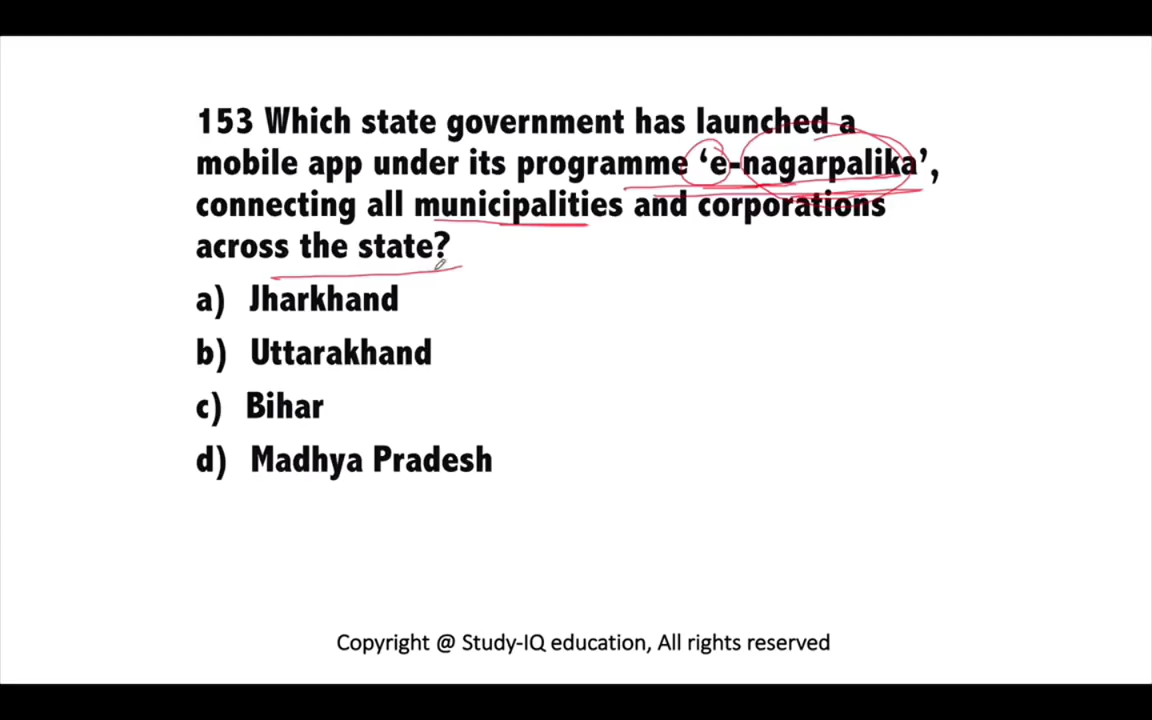 153 Which state government has launched a
mobile app under its programme ‘e-nagarpalika’,
connecting all municipalities and corporations
across the state?
a) Jharkhand
b) Uttarakhand
c) Bihar
d) Madhya Pradesh
Copyright @ Study-IQ education, All rights reserved